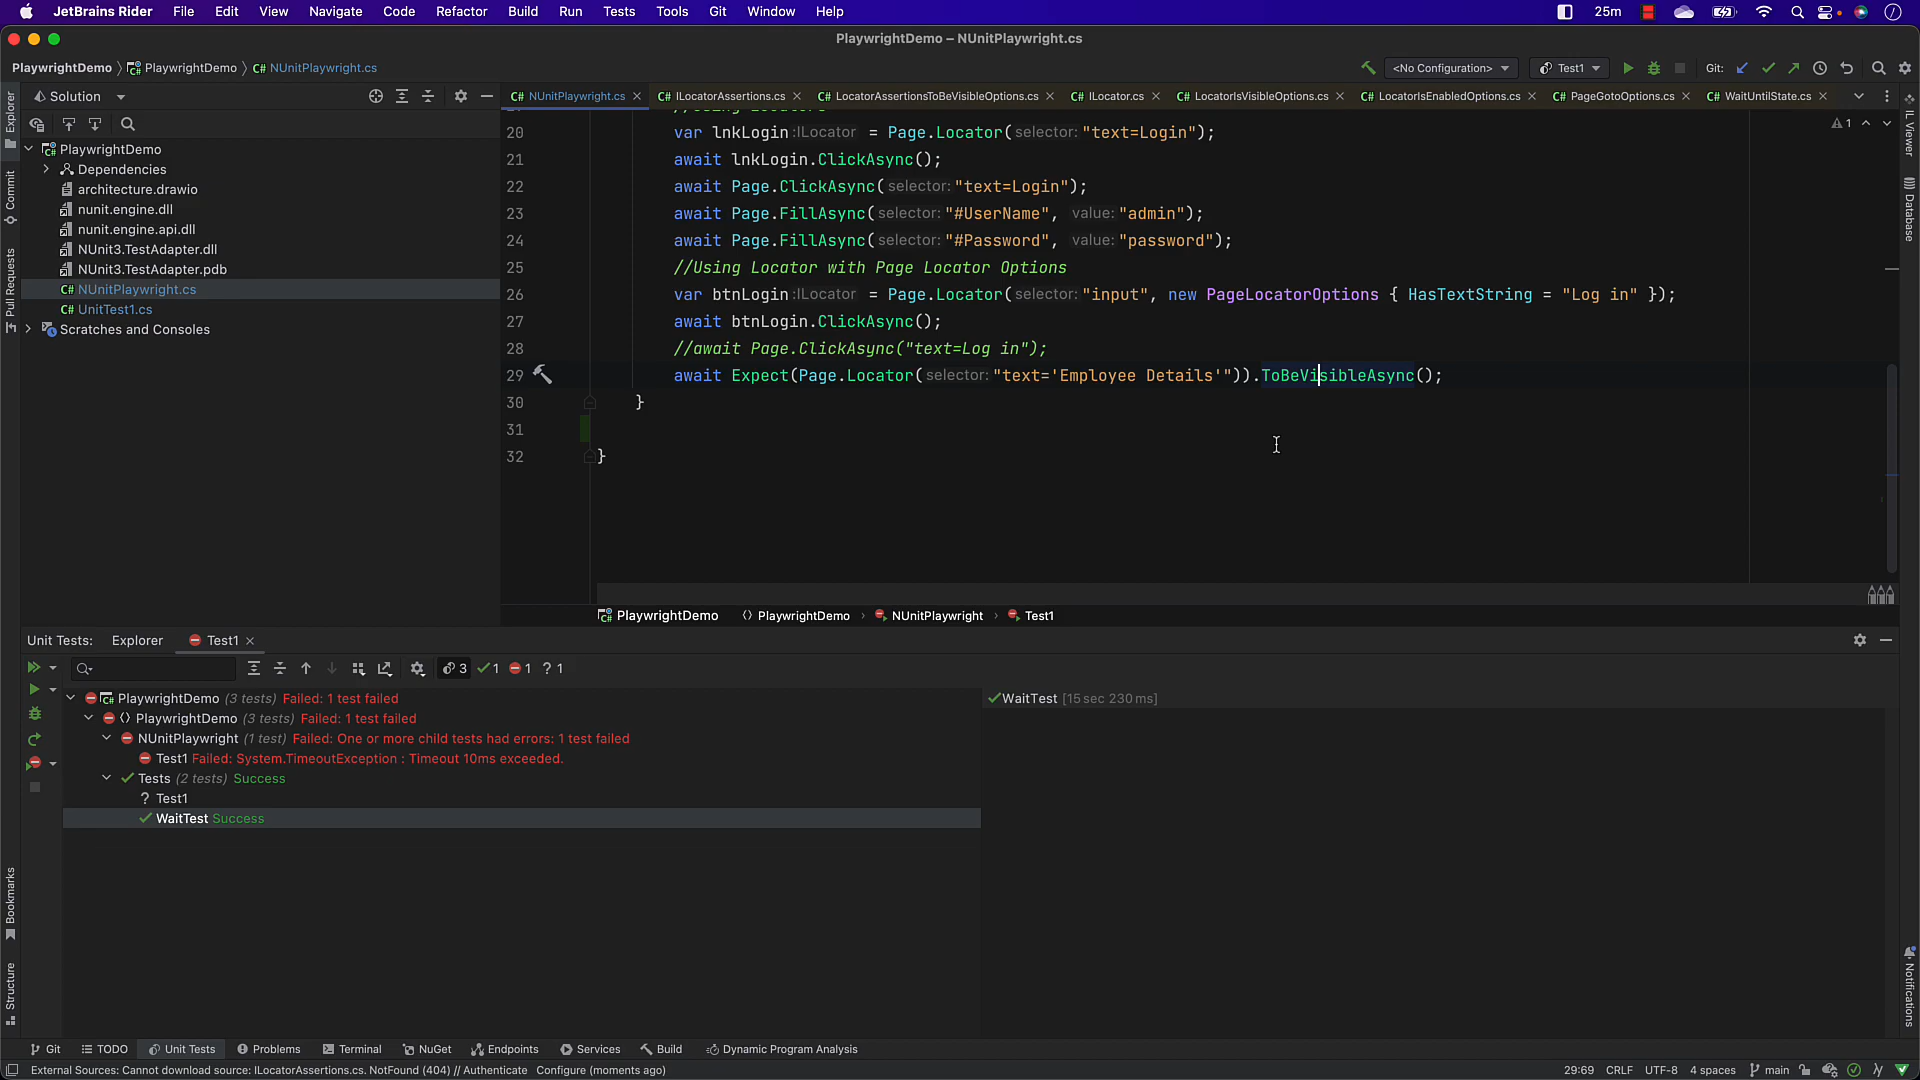 JetBrains Rider File Edit View Navigate Code Refactor Build Run Tests Tools Git Window Help 25m
PlaywrightDemo – NUnitPlaywright.cs
PlaywrightDemo PlaywrightDemo C# NUnitPlaywright.cs <No Configuration> Test1 Git:
Solution
C# NUnitPlaywright.cs C# ILocatorAssertions.cs C# LocatorAssertionsToBeVisibleOptions.cs C# ILocator.cs C# LocatorIsVisibleOptions.cs C# LocatorIsEnabledOptions.cs C# PageGotoOptions.cs C# WaitUntilState.cs
Explorer
Commit
Pull Requests
Bookmarks
Structure
PlaywrightDemo
Dependencies
architecture.drawio
nunit.engine.dll
nunit.engine.api.dll
NUnit3.TestAdapter.dll
NUnit3.TestAdapter.pdb
C# NUnitPlaywright.cs
C# UnitTest1.cs
Scratches and Consoles
1
20 var lnkLogin :ILocator = Page.Locator( selector: "text=Login");
21 await lnkLogin.ClickAsync();
22 await Page.ClickAsync( selector: "text=Login");
23 await Page.FillAsync( selector: "#UserName", value: "admin");
24 await Page.FillAsync( selector: "#Password", value: "password");
25 //Using Locator with Page Locator Options
26 var btnLogin :ILocator = Page.Locator( selector: "input", new PageLocatorOptions { HasTextString = "Log in" });
27 await btnLogin.ClickAsync();
28 //await Page.ClickAsync("text=Log in");
29 await Expect(Page.Locator( selector: "text='Employee Details'")).ToBeVisibleAsync();
30 }
31
32 }
PlaywrightDemo PlaywrightDemo NUnitPlaywright Test1
IL Viewer
Database
Notifications
Unit Tests: Explorer Test1
3 1 1 ? 1
PlaywrightDemo (3 tests) Failed: 1 test failed
PlaywrightDemo (3 tests) Failed: 1 test failed
NUnitPlaywright (1 test) Failed: One or more child tests had errors: 1 test failed
Test1 Failed: System.TimeoutException : Timeout 10ms exceeded.
Tests (2 tests) Success
? Test1
WaitTest Success
WaitTest [15 sec 230 ms]
Git TODO Unit Tests Problems Terminal NuGet Endpoints Services Build Dynamic Program Analysis
External Sources: Cannot download source: ILocatorAssertions.cs. NotFound (404) // Authenticate Configure (moments ago) 29:69 CRLF UTF-8 4 spaces main